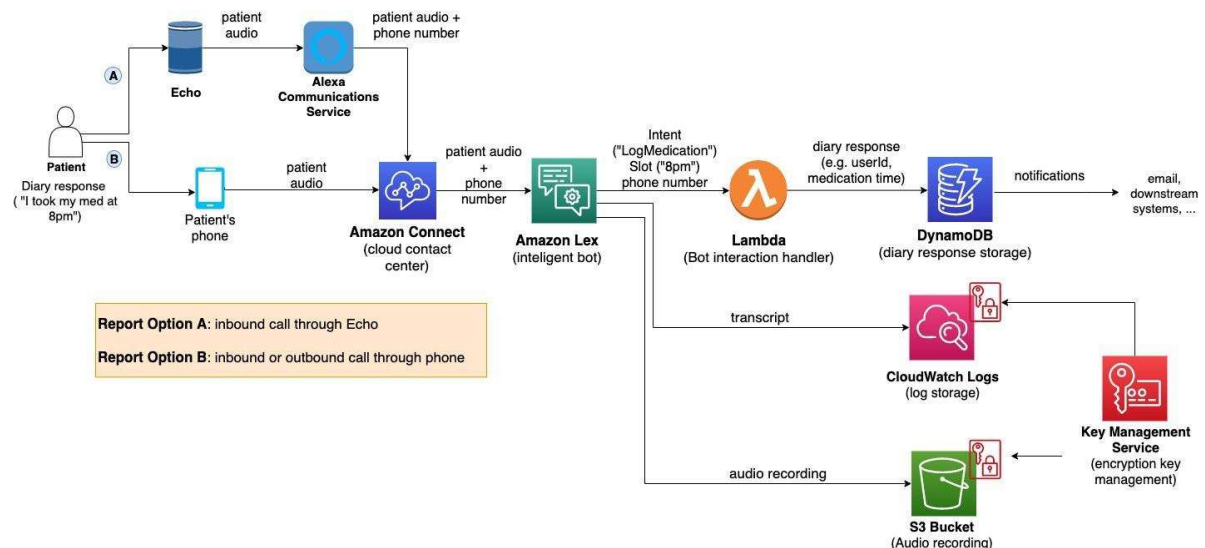 patient
audio
patient audio +
phone number
A
Echo
Alexa
Communications
Service
Patient
B
Diary response
( "I took my med at
8pm")
Patient's
phone
patient
audio
Amazon Connect
(cloud contact
center)
patient audio
+
phone
number
Amazon Lex
(inteligent bot)
Intent
("LogMedication")
Slot ("8pm")
phone number
Lambda
(Bot interaction handler)
diary response
(e.g. userId,
medication time)
DynamoDB
(diary response storage)
notifications
email,
downstream
systems, ...
Report Option A: inbound call through Echo
Report Option B: inbound or outbound call through phone
transcript
CloudWatch Logs
(log storage)
Key Management
Service
(encryption key
management)
audio recording
S3 Bucket
(Audio recording)